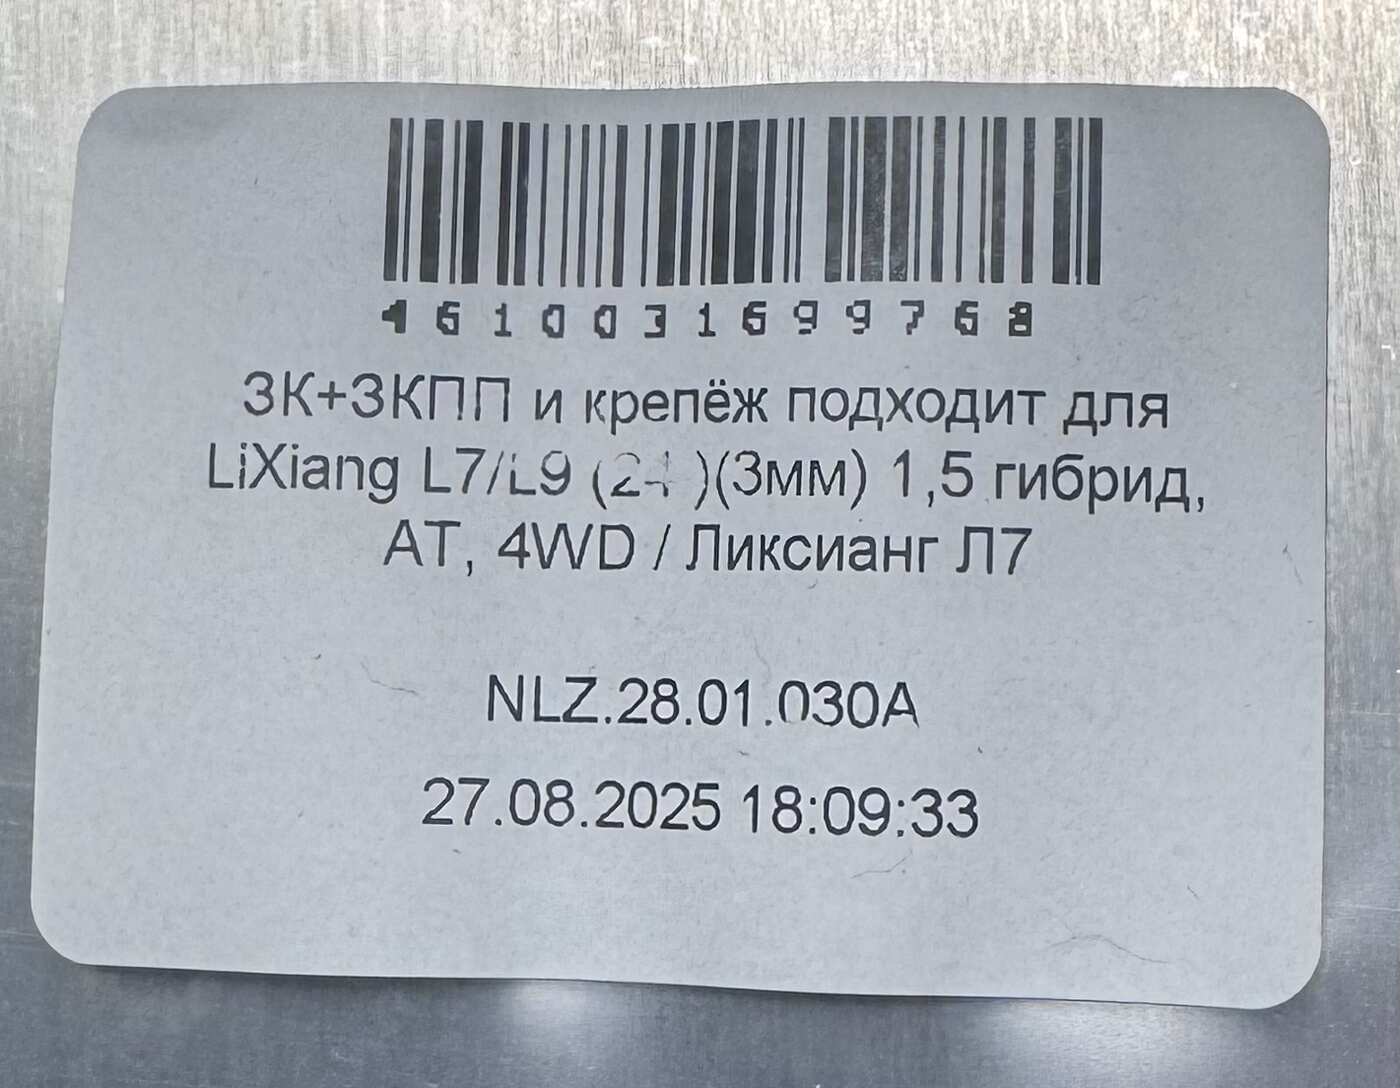 4610031699768
ЗК+ЗКПП и крепёж подходит для
LiXiang L7/L9 (24 )(3мм) 1,5 гибрид,
AT, 4WD / Ликсианг Л7
NLZ.28.01.030A
27.08.2025 18:09:33